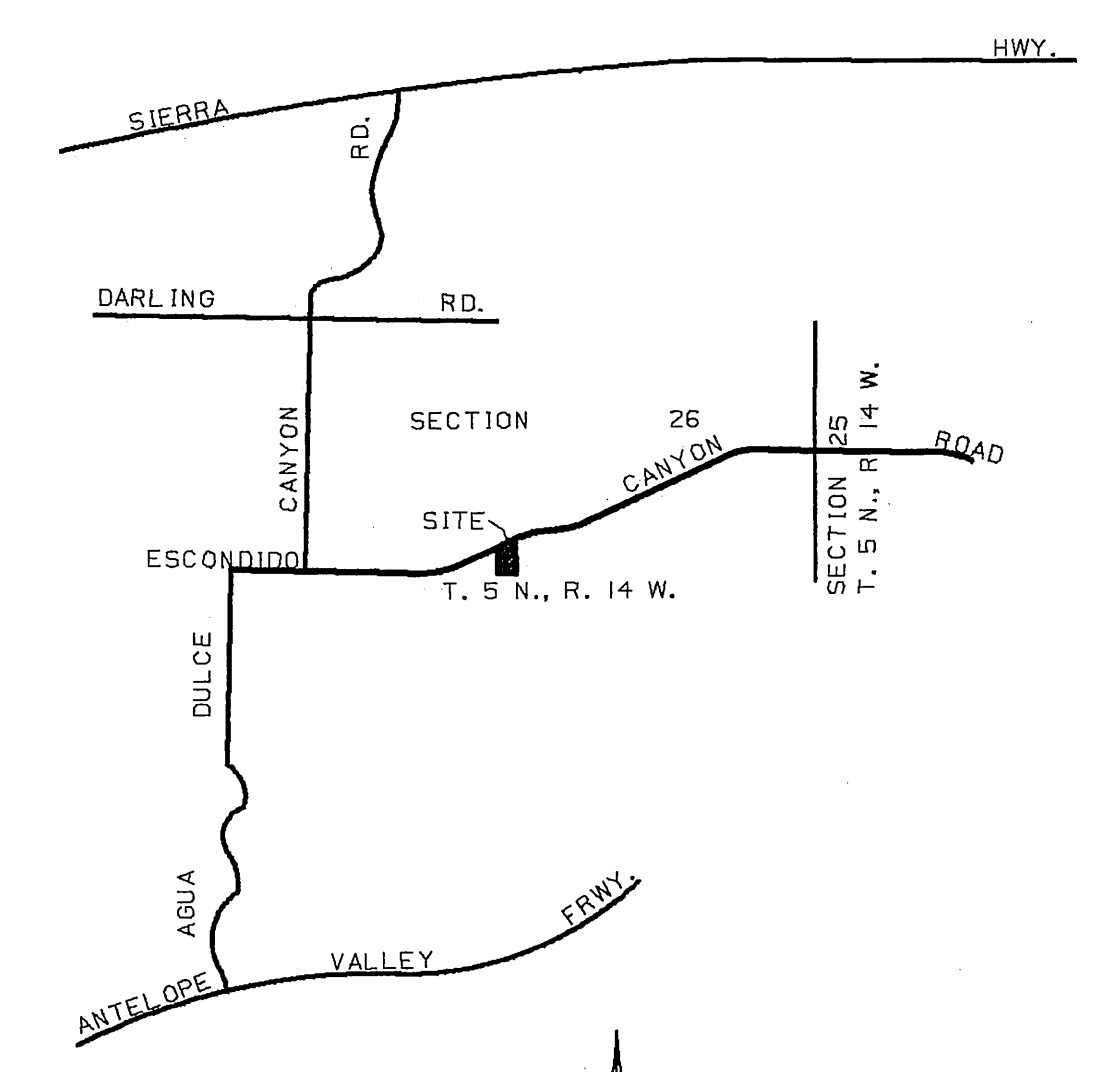 HWY.
SIERRA
RD.
DARLING RD.
SECTION 26
CANYON
CANYON
ROAD
SECTION 25
T. 5 N., R 14 W.
SITE
ESCONDIDO
T. 5 N., R. 14 W.
DULCE
AGUA
FRWY.
VALLEY
ANTELOPE